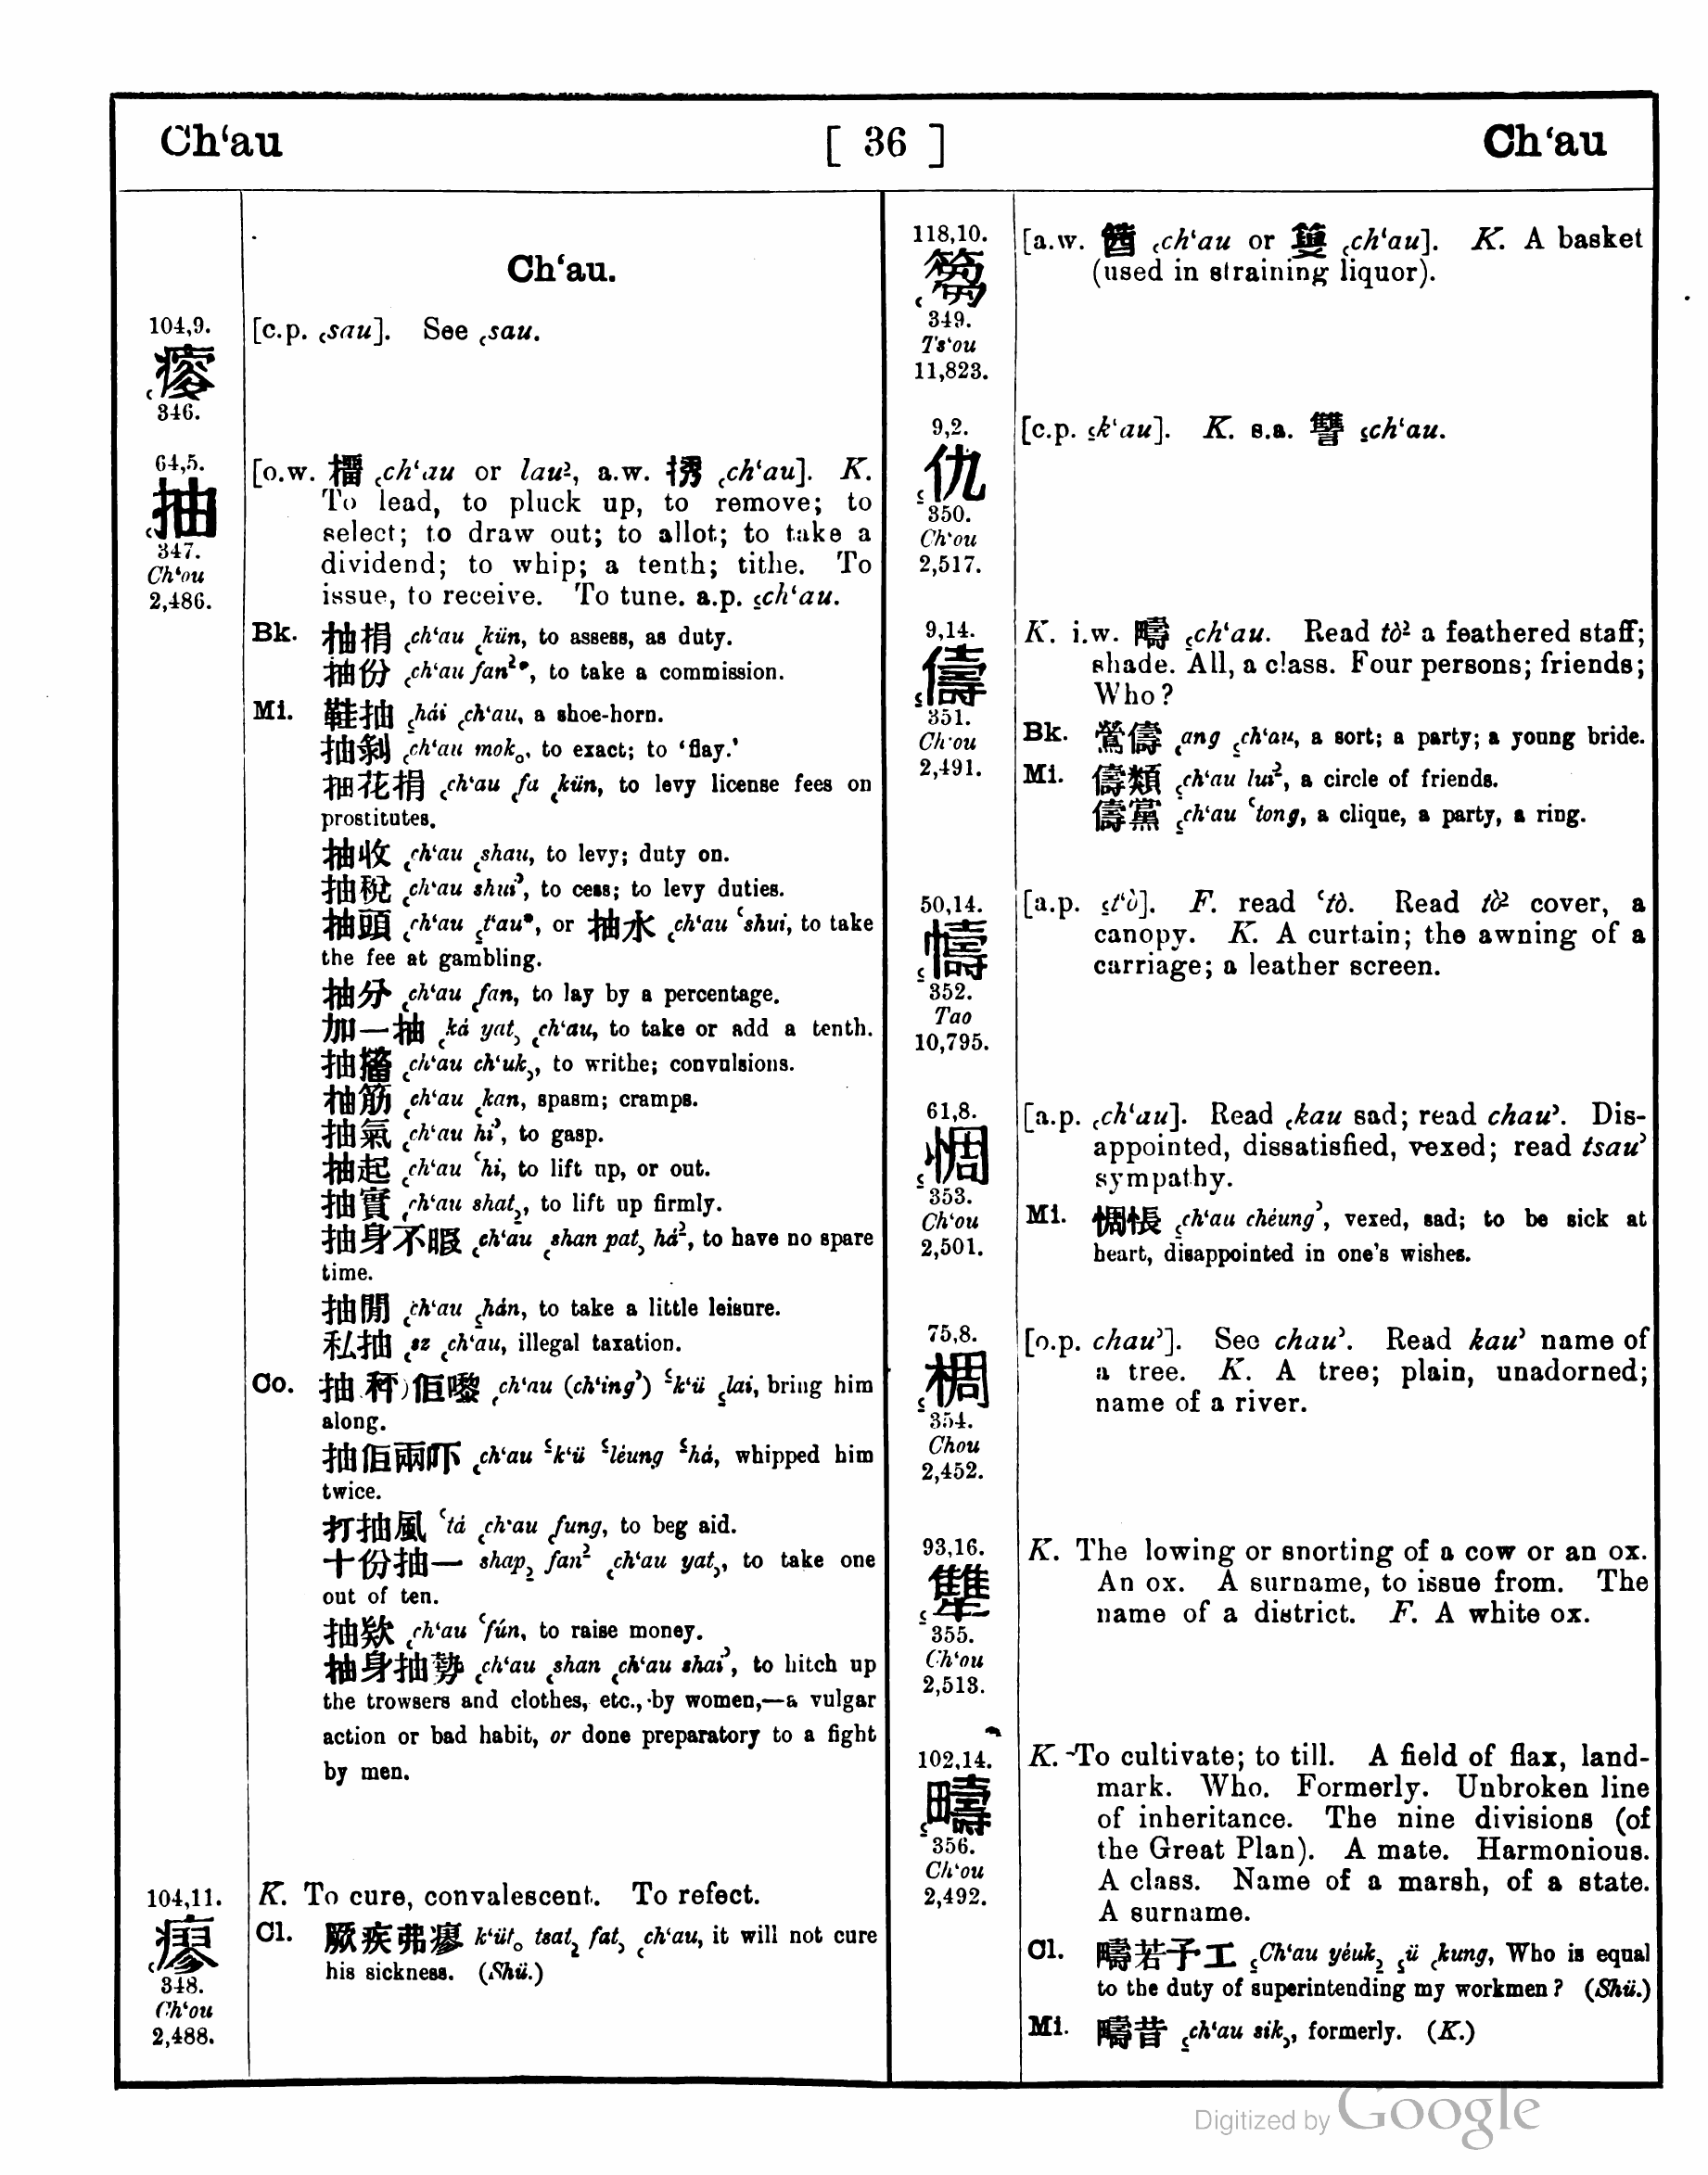 Ch‘au
[ 36 ]
Ch‘au
Ch‘au.
104,9.
瘘
346.
[c.p. ꜀sau]. See ꜀sau.
64,5.
抽
347.
Ch‘ou
2,486.
[o.w. 㩅 ꜀ch‘au or lau², a.w. 㧨 ꜀ch‘au]. K.
To lead, to pluck up, to remove; to
select; to draw out; to allot; to take a
dividend; to whip; a tenth; tithe. To
issue, to receive. To tune. a.p. ꜁ch‘au.
Bk. 抽捐 ꜀ch‘au ꜀kün, to assess, as duty.
抽份 ꜀ch‘au fan²*, to take a commission.
Mi. 鞋抽 ꜁hái ꜀ch‘au, a shoe-horn.
抽剝 ꜀ch‘au mok。, to exact; to ‘flay.’
抽花捐 ꜀ch‘au ꜀fa ꜀kün, to levy license fees on
prostitutes.
抽收 ꜀ch‘au ꜀shau, to levy; duty on.
抽稅 ꜀ch‘au shui꜄, to cess; to levy duties.
抽頭 ꜀ch‘au ꜁t‘au*, or 抽水 ꜀ch‘au ꜂shui, to take
the fee at gambling.
抽分 ꜀ch‘au ꜀fan, to lay by a percentage.
加一抽 ꜀ká yat꜆ ꜀ch‘au, to take or add a tenth.
抽搐 ꜀ch‘au ch‘uk꜆, to writhe; convulsions.
抽筋 ꜀ch‘au ꜀kan, spasm; cramps.
抽氣 ꜀ch‘au hi꜄, to gasp.
抽起 ꜀ch‘au ꜂hi, to lift up, or out.
抽實 ꜀ch‘au shat꜇, to lift up firmly.
抽身不暇 ꜀ch‘au ꜀shan pat꜆ há², to have no spare
time.
抽閒 ꜀ch‘au ꜁hán, to take a little leisure.
私抽 ꜀sz ꜀ch‘au, illegal taxation.
Co. 抽(秤)佢嚟 ꜀ch‘au (ch‘ing꜄) ꜃k‘ü ꜁lai, bring him
along.
抽佢兩吓 ꜀ch‘au ꜃k‘ü ꜃léung ꜃há, whipped him
twice.
打抽風 ꜂tá ꜀ch‘au ꜀fung, to beg aid.
十份抽一 shap꜇ fan² ꜀ch‘au yat꜆, to take one
out of ten.
抽欵 ꜀ch‘au ꜂fún, to raise money.
抽身抽勢 ꜀ch‘au ꜀shan ꜀ch‘au shai꜄, to hitch up
the trowsers and clothes, etc., by women,—a vulgar
action or bad habit, or done preparatory to a fight
by men.
104,11.
瘳
348.
Ch‘ou
2,488.
K. To cure, convalescent. To refect.
Cl. 厥疾弗瘳 k‘üt。 tsat꜇ fat꜆ ꜀ch‘au, it will not cure
his sickness. (Shü.)
118,10.
篘
349.
Ts‘ou
11,823.
[a.w. ꜀ch‘au or ꜀ch‘au]. K. A basket
(used in straining liquor).
9,2.
仇
350.
Ch‘ou
2,517.
[c.p. ꜁k‘au]. K. s.a. 讐 ꜁ch‘au.
9,14.
儔
351.
Ch‘ou
2,491.
K. i.w. 疇 ꜁ch‘au. Read tò² a feathered staff;
shade. All, a class. Four persons; friends;
Who?
Bk. 鶯儔 ꜀ang ꜁ch‘au, a sort; a party; a young bride.
Mi. 儔類 ꜁ch‘au lui², a circle of friends.
儔黨 ꜁ch‘au ꜂tong, a clique, a party, a ring.
50,14.
幬
352.
Tao
10,795.
[a.p. ꜁t‘ò]. F. read ꜂tò. Read tò² cover, a
canopy. K. A curtain; the awning of a
carriage; a leather screen.
61,8.
惆
353.
Ch‘ou
2,501.
[a.p. ꜀ch‘au]. Read ꜀kau sad; read chau꜄. Dis-
appointed, dissatisfied, vexed; read tsau꜄
sympathy.
Mi. 惆悵 ꜁ch‘au chéung꜄, vexed, sad; to be sick at
heart, disappointed in one's wishes.
75,8.
椆
354.
Chou
2,452.
[o.p. chau꜄]. See chau꜄. Read kau꜄ name of
a tree. K. A tree; plain, unadorned;
name of a river.
93,16.
犨
355.
Ch‘ou
2,513.
K. The lowing or snorting of a cow or an ox.
An ox. A surname, to issue from. The
name of a district. F. A white ox.
102,14.
疇
356.
Ch‘ou
2,492.
K. To cultivate; to till. A field of flax, land-
mark. Who. Formerly. Unbroken line
of inheritance. The nine divisions (of
the Great Plan). A mate. Harmonious.
A class. Name of a marsh, of a state.
A surname.
Cl. 疇若予工 ꜁Ch‘au yéuk꜇ ꜁ü ꜀kung, Who is equal
to the duty of superintending my workmen? (Shü.)
Mi. 疇昔 ꜁ch‘au sik꜆, formerly. (K.)
Digitized by Google